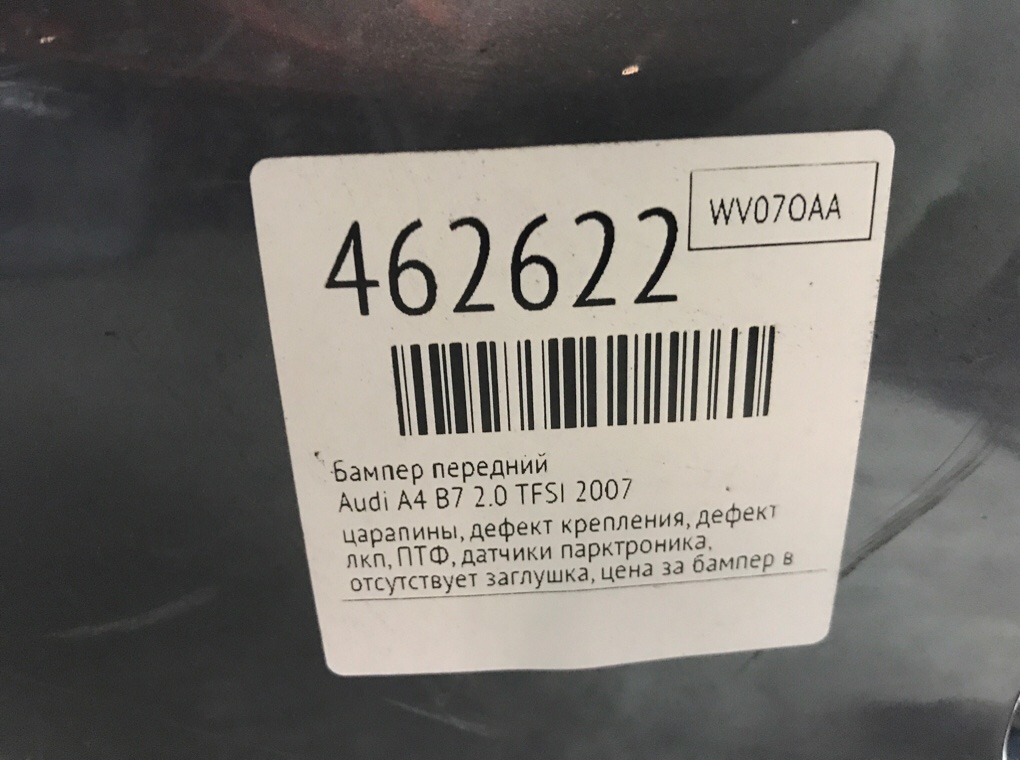 WV07OAA
462622
Бампер передний
Audi A4 B7 2.0 TFSI 2007
царапины, дефект крепления, дефект
лкп, ПТФ, датчики парктроника,
отсутствует заглушка, цена за бампер в